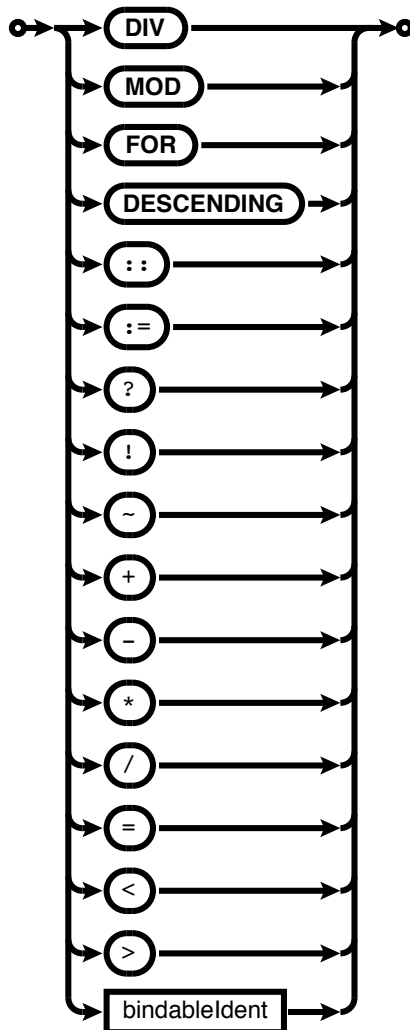 DIV
MOD
FOR
DESCENDING
::
:=
?
!
~
+
-
*
/
=
<
>
bindableIdent